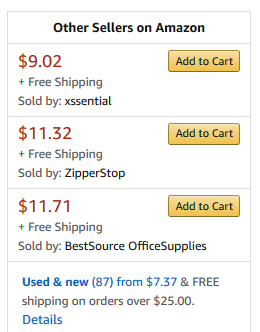 Other Sellers on Amazon
$9.02
Add to Cart
+ Free Shipping
Sold by: xssential
$11.32
Add to Cart
+ Free Shipping
Sold by: ZipperStop
$11.71
Add to Cart
+ Free Shipping
Sold by: BestSource OfficeSupplies
Used & new (87) from $7.37 & FREE
shipping on orders over $25.00.
Details